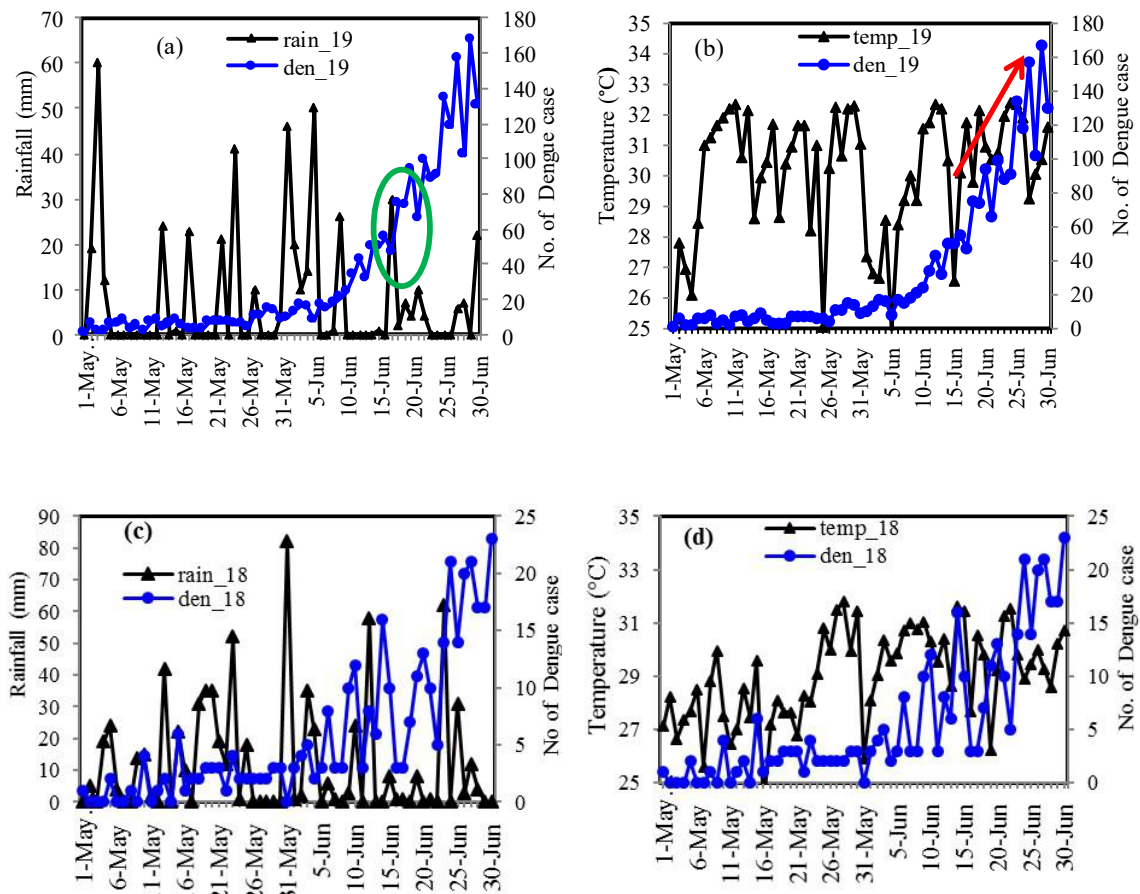 (a)
rain_19
den_19
Rainfall (mm)
70
60
50
40
30
20
10
0
180
160
140
120
100
80
60
40
20
0
No. of Dengue case
1-May.
6-May
11-May
16-May
21-May
26-May
31-May
5-Jun
10-Jun
15-Jun
20-Jun
25-Jun
30-Jun
(b)
temp_19
den_19
Temperature (°C)
35
34
33
32
31
30
29
28
27
26
25
180
160
140
120
100
80
60
40
20
0
No. of Dengue case
1-May.
6-May
11-May
16-May
21-May
26-May
31-May
5-Jun
10-Jun
15-Jun
20-Jun
25-Jun
30-Jun
(c)
rain_18
den_18
Rainfall (mm)
90
80
70
60
50
40
30
20
10
0
25
20
15
10
5
0
No of Dengue case
1-May.
6-May
1-May
6-May
21-May
26-May
31-May
5-Jun
10-Jun
15-Jun
20-Jun
25-Jun
30-Jun
(d)
temp_18
den_18
Temperature (°C)
35
33
31
29
27
25
25
20
15
10
5
0
No. of Dengue case
1-May.
6-May
11-May
16-May
21-May
26-May
31-May
5-Jun
10-Jun
15-Jun
20-Jun
25-Jun
30-Jun